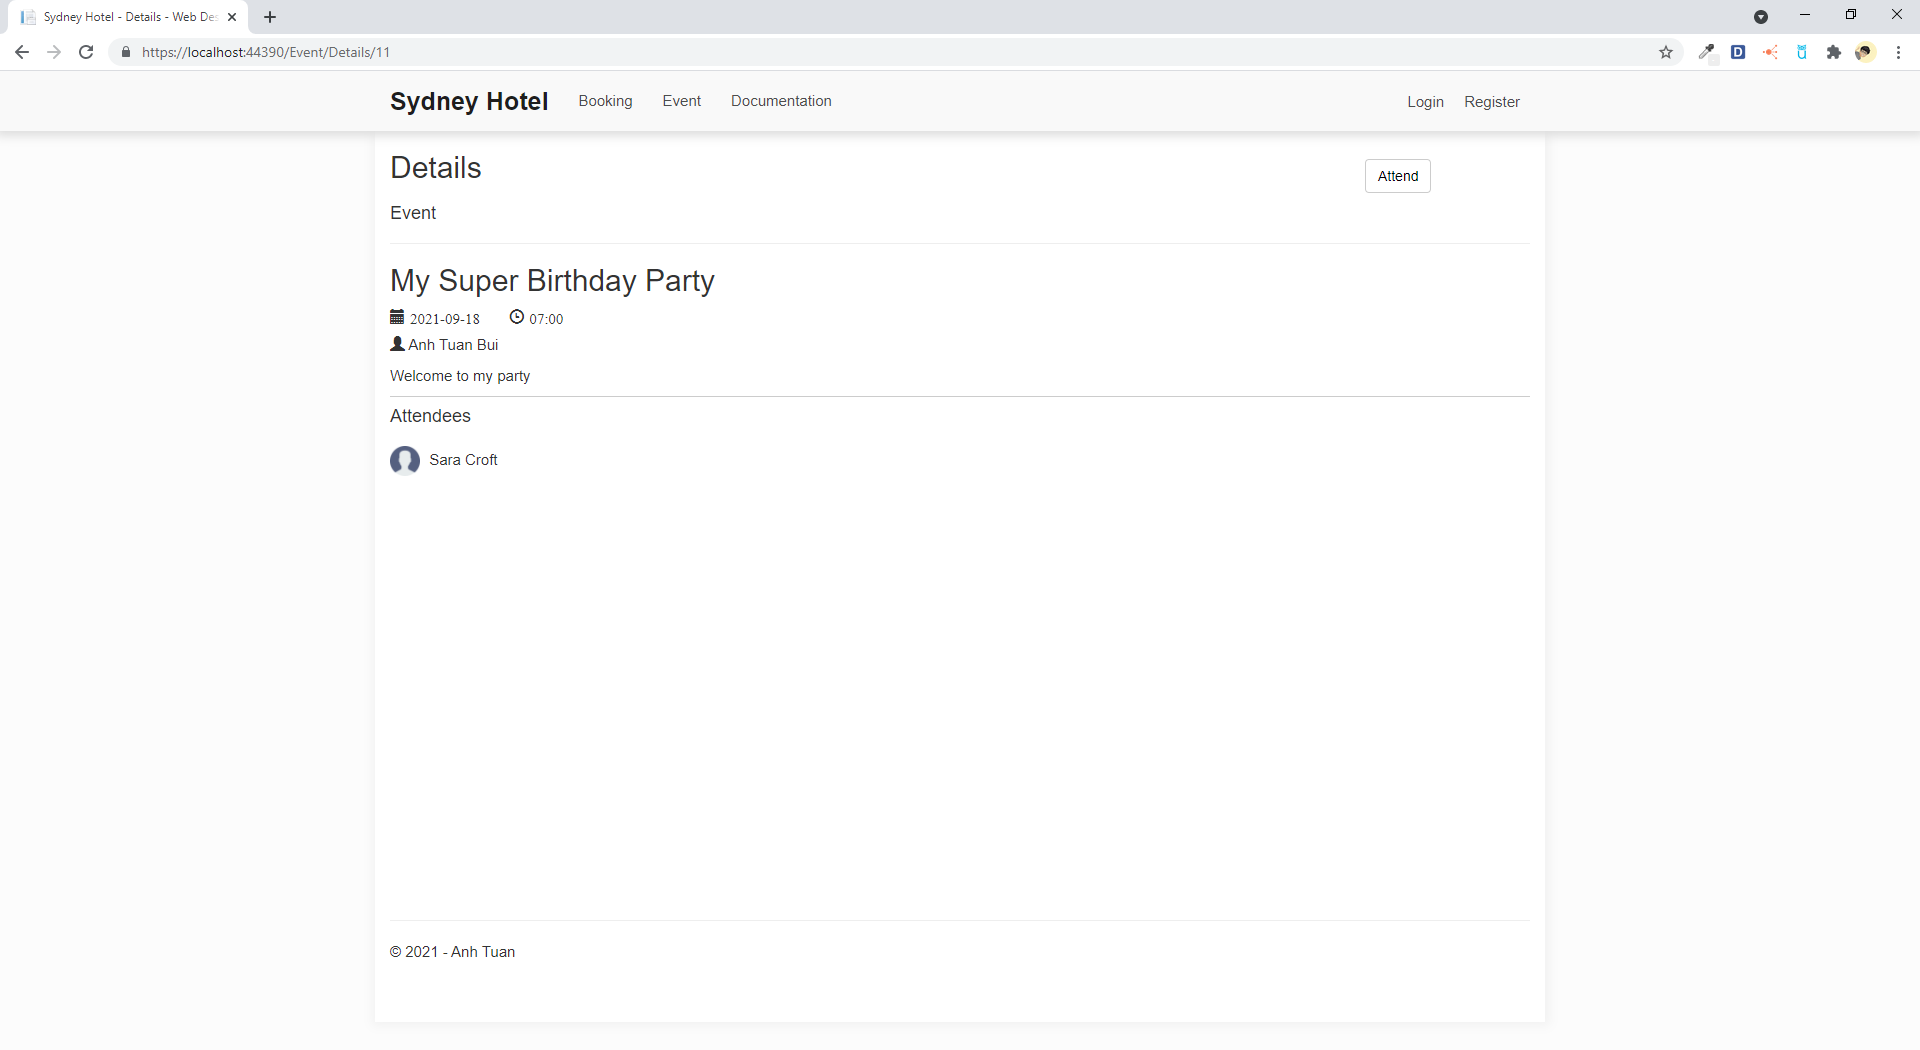 Sydney Hotel - Details - Web Des
https://localhost:44390/Event/Details/11
D
Sydney Hotel Booking Event Documentation Login Register
Details
Attend
Event
My Super Birthday Party
2021-09-18 07:00
Anh Tuan Bui
Welcome to my party
Attendees
Sara Croft
© 2021 - Anh Tuan